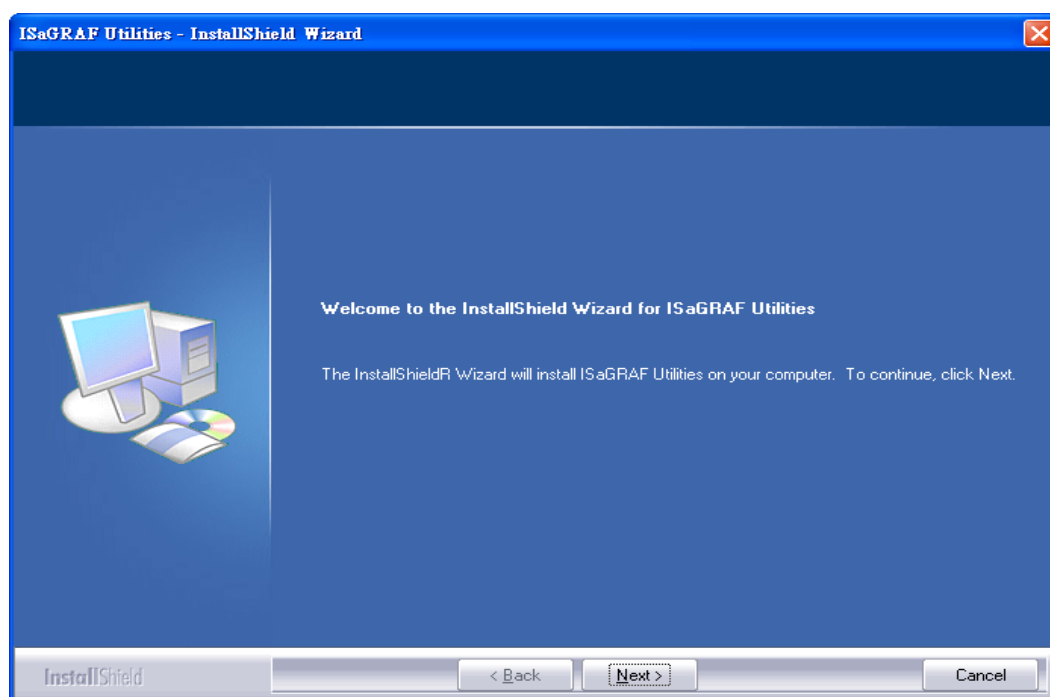 ISaGRAF Utilities - InstallShield Wizard
Welcome to the InstallShield Wizard for ISaGRAF Utilities
The InstallShieldR Wizard will install ISaGRAF Utilities on your computer. To continue, click Next.
InstallShield
< Back
Next >
Cancel